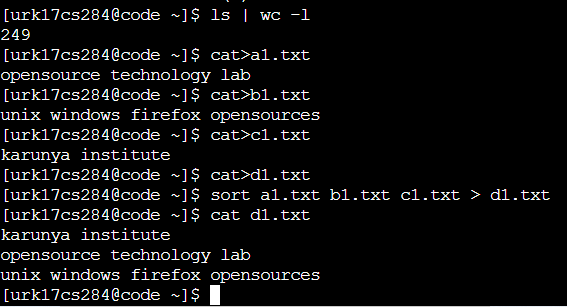 [urk17cs284@code ~]$ ls | wc -l
249
[urk17cs284@code ~]$ cat>a1.txt
opensource technology lab
[urk17cs284@code ~]$ cat>b1.txt
unix windows firefox opensources
[urk17cs284@code ~]$ cat>c1.txt
karunya institute
[urk17cs284@code ~]$ cat>d1.txt
[urk17cs284@code ~]$ sort a1.txt b1.txt c1.txt > d1.txt
[urk17cs284@code ~]$ cat d1.txt
karunya institute
opensource technology lab
unix windows firefox opensources
[urk17cs284@code ~]$